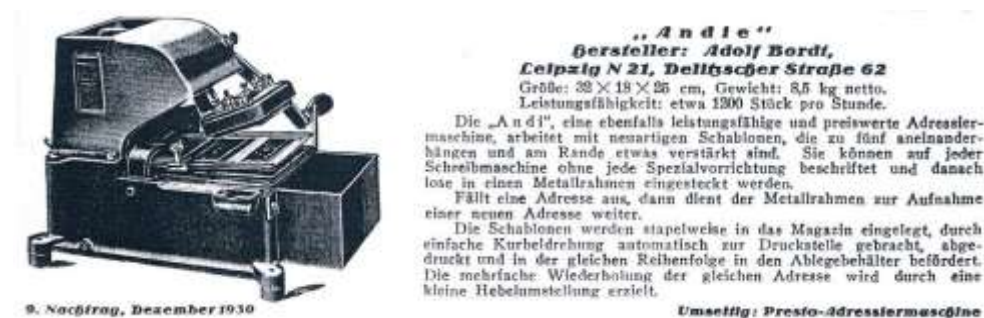 „Andie“
Hersteller: Adolf Bordt,
Leipzig N 21, Delitzscher Straße 62
Größe: 32 × 18 × 25 cm, Gewicht: 8,5 kg netto.
Leistungsfähigkeit: etwa 1200 Stück pro Stunde.
Die „Andi“, eine ebenfalls leistungsfähige und preiswerte Adressier-
maschine, arbeitet mit neuartigen Schablonen, die zu fünf aneinander-
hängen und am Rande etwas verstärkt sind. Sie können auf jeder
Schreibmaschine ohne jede Spezialvorrichtung beschriftet und danach
lose in einen Metallrahmen eingesteckt werden.
Fällt eine Adresse aus, dann dient der Metallrahmen zur Aufnahme
einer neuen Adresse weiter.
Die Schablonen werden stapelweise in das Magazin eingelegt, durch
einfache Kurbeldrehung automatisch zur Druckstelle gebracht, abge-
druckt und in der gleichen Reihenfolge in den Ablegebehälter befördert.
Die mehrfache Wiederholung der gleichen Adresse wird durch eine
kleine Hebelumstellung erzielt.
9. Nachtrag, Dezember 1930
Umseitig: Presto-Adressiermaschine